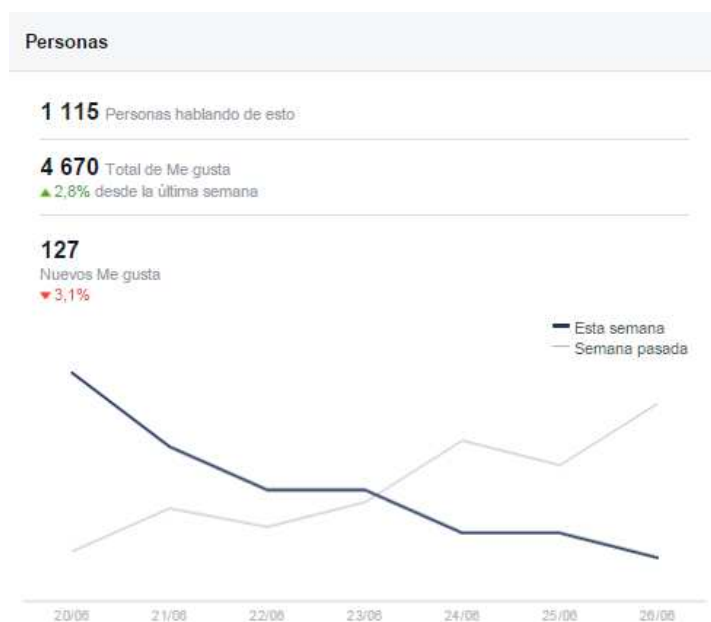 Personas
1 115 Personas hablando de esto
4 670 Total de Me gusta
▲ 2,8% desde la última semana
127
Nuevos Me gusta
▼ 3,1%
Esta semana
Semana pasada
20/06 21/06 22/06 23/06 24/06 25/06 26/06